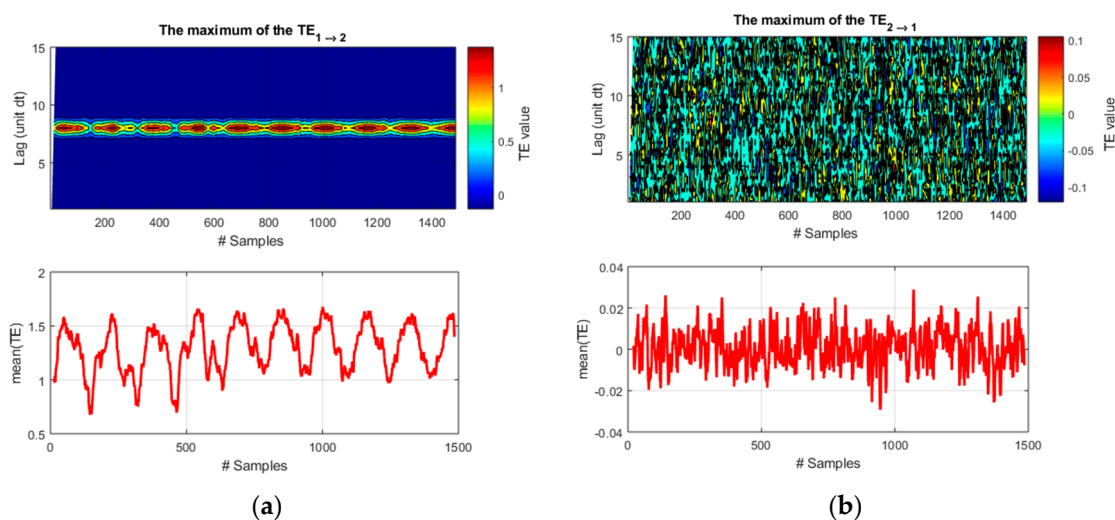 The maximum of the TE1→2
15
10
5
Lag (unit dt)
200 400 600 800 1000 1200 1400
# Samples
1
0.5
0
TE value
2
1.5
1
0.5
mean(TE)
0 500 1000 1500
# Samples
(a)
The maximum of the TE2→1
15
10
5
Lag (unit dt)
200 400 600 800 1000 1200 1400
# Samples
0.1
0.05
0
-0.05
-0.1
TE value
0.04
0.02
0
-0.02
-0.04
mean(TE)
0 500 1000 1500
# Samples
(b)